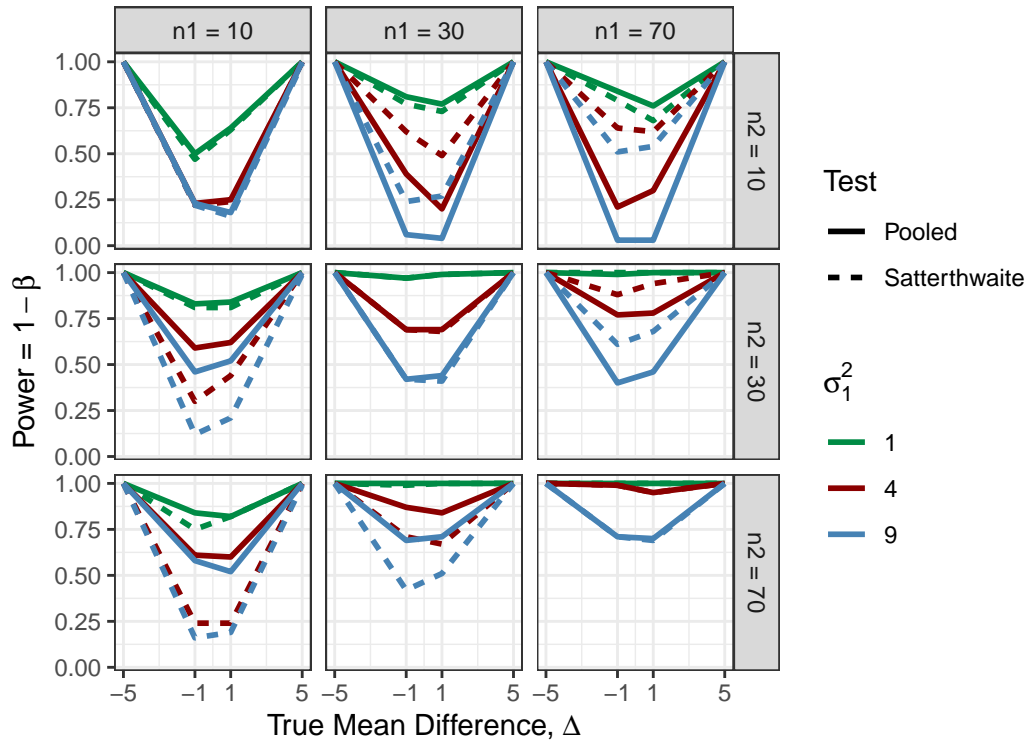 n1 = 10
n1 = 30
n1 = 70
1.00
0.75
0.50
0.25
0.00
n2 = 10
1.00
0.75
0.50
0.25
0.00
n2 = 30
1.00
0.75
0.50
0.25
0.00
n2 = 70
−5 −1 1 5
−5 −1 1 5
−5 −1 1 5
True Mean Difference, Δ
Power = 1 − β
Test
Pooled
Satterthwaite
σ₁²
1
4
9